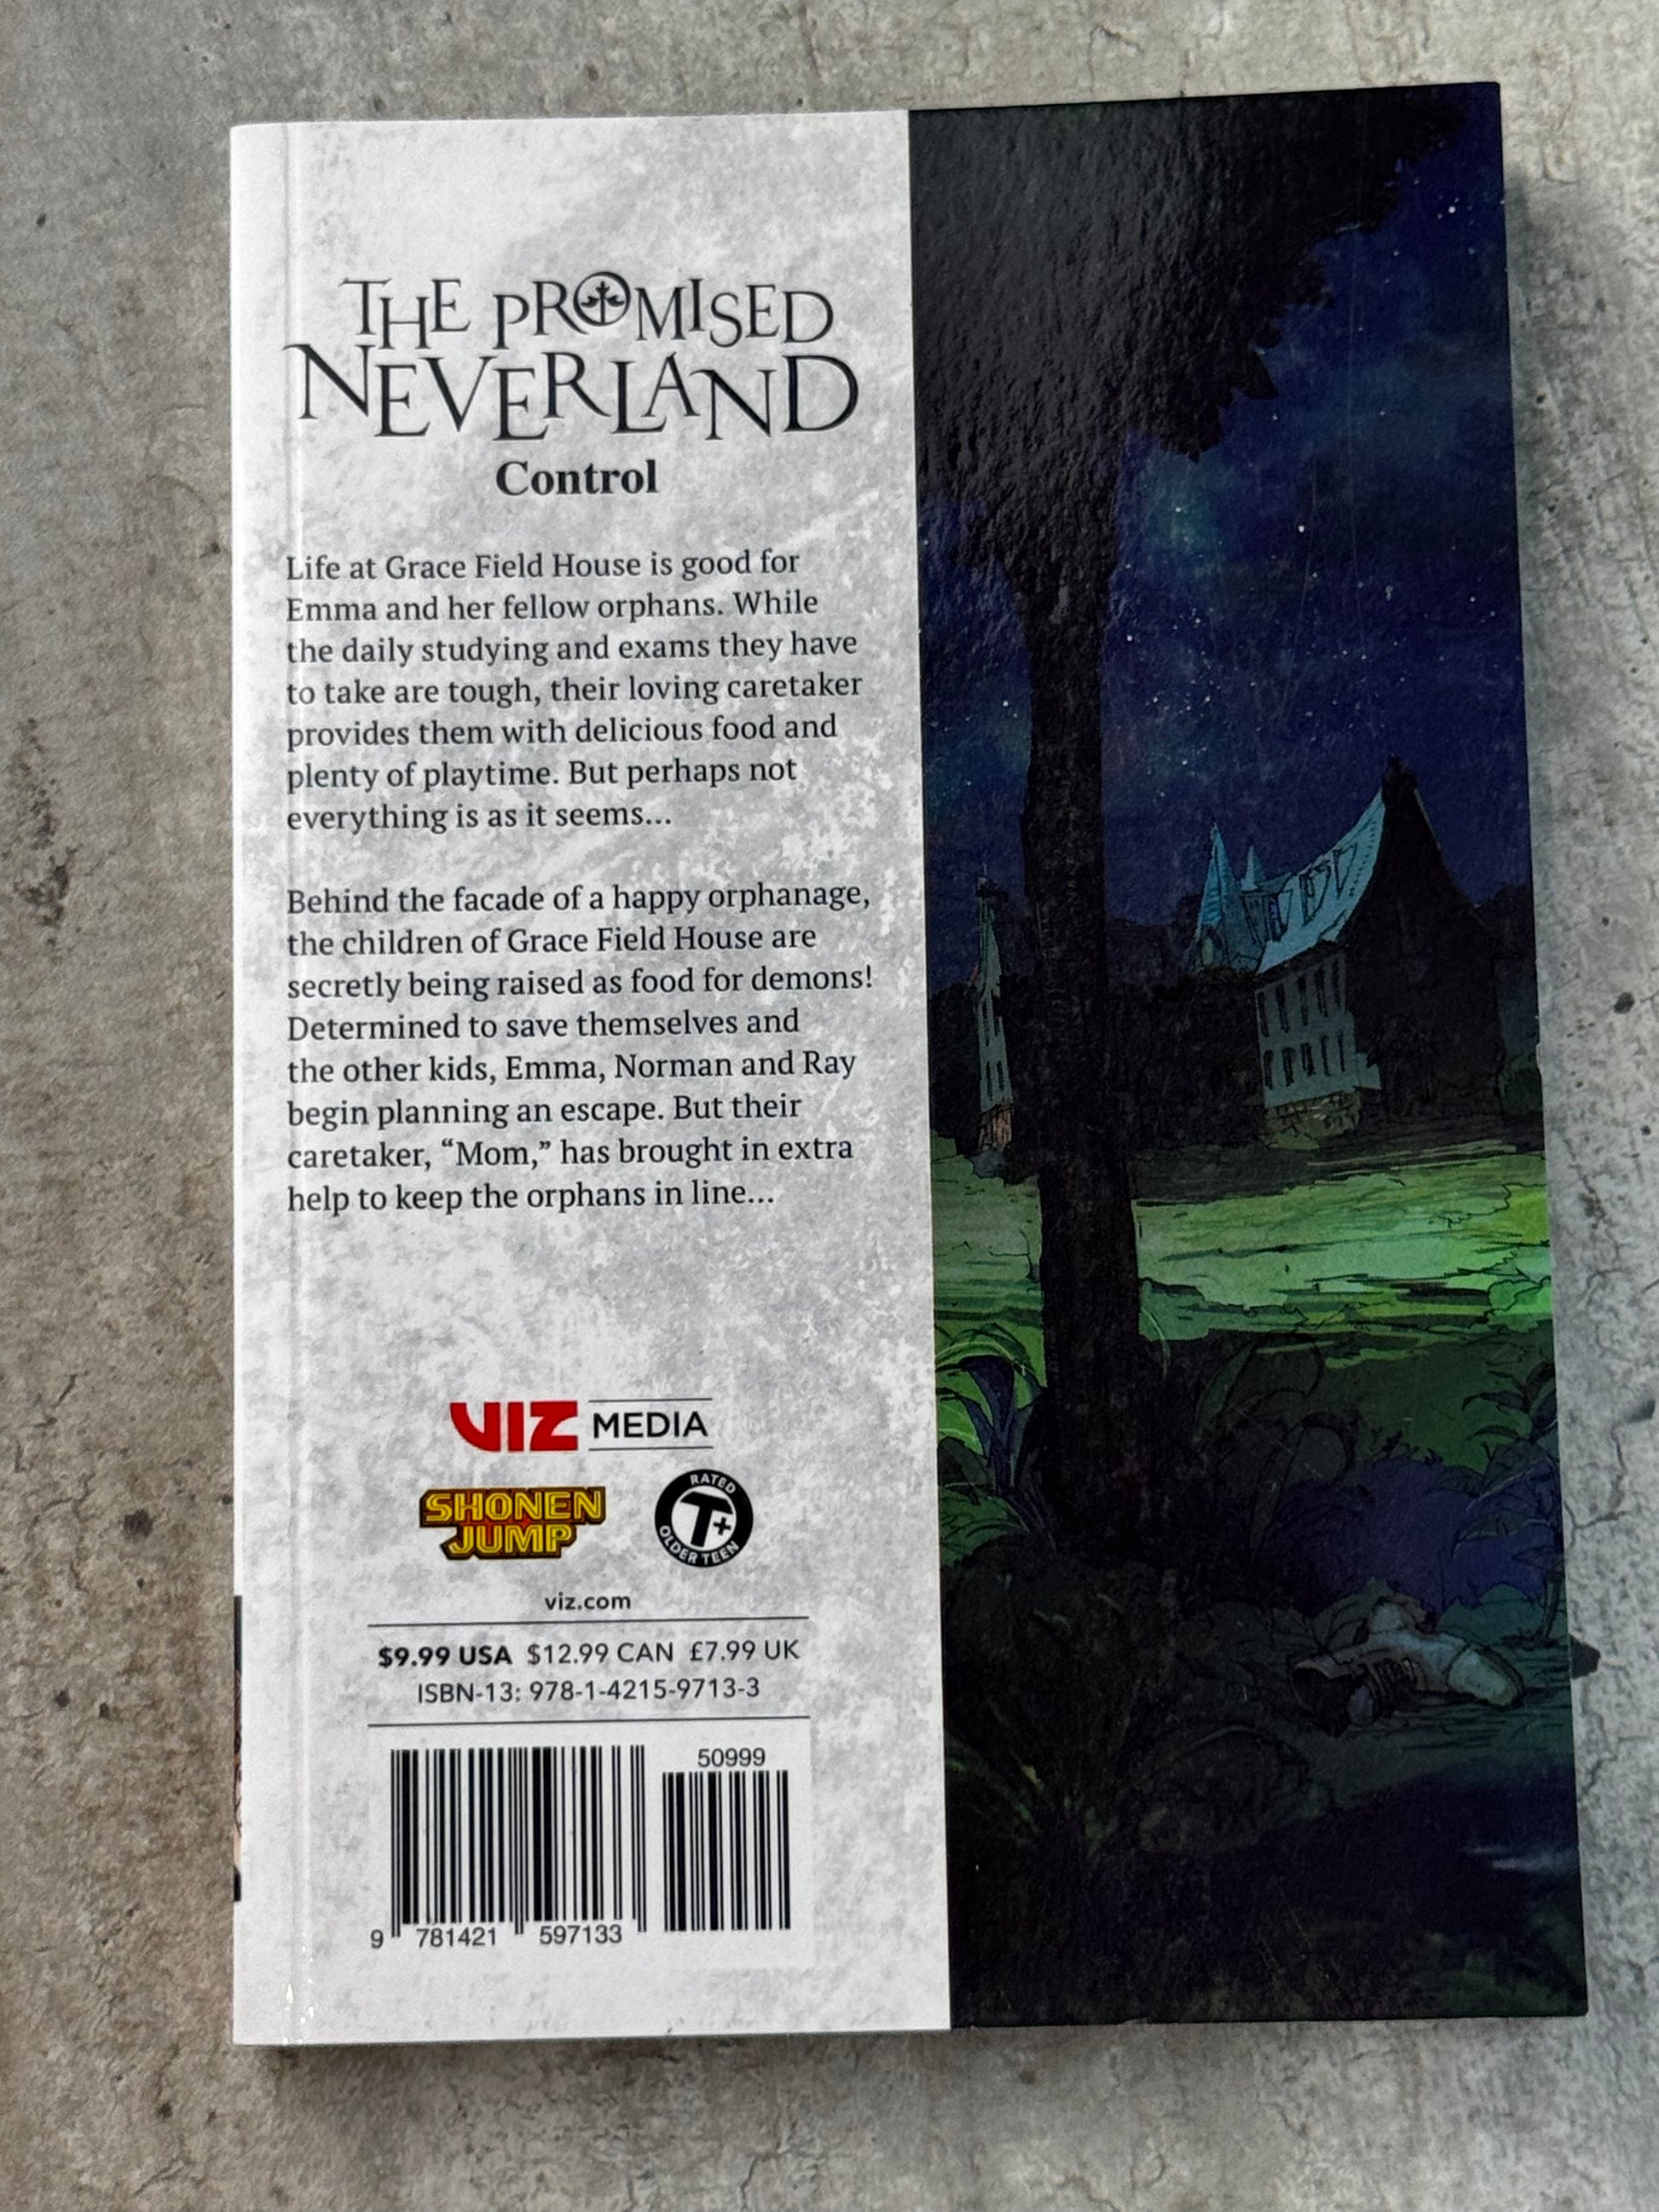 THE PROMISED
NEVERLAND
Control
Life at Grace Field House is good for
Emma and her fellow orphans. While
the daily studying and exams they have
to take are tough, their loving caretaker
provides them with delicious food and
plenty of playtime. But perhaps not
everything is as it seems...
Behind the facade of a happy orphanage,
the children of Grace Field House are
secretly being raised as food for demons!
Determined to save themselves and
the other kids, Emma, Norman and Ray
begin planning an escape. But their
caretaker, “Mom,” has brought in extra
help to keep the orphans in line...
VIZ MEDIA
SHONEN
JUMP
RATED
T+
OLDER TEEN
viz.com
$9.99 USA $12.99 CAN £7.99 UK
ISBN-13: 978-1-4215-9713-3
50999
9 781421 597133